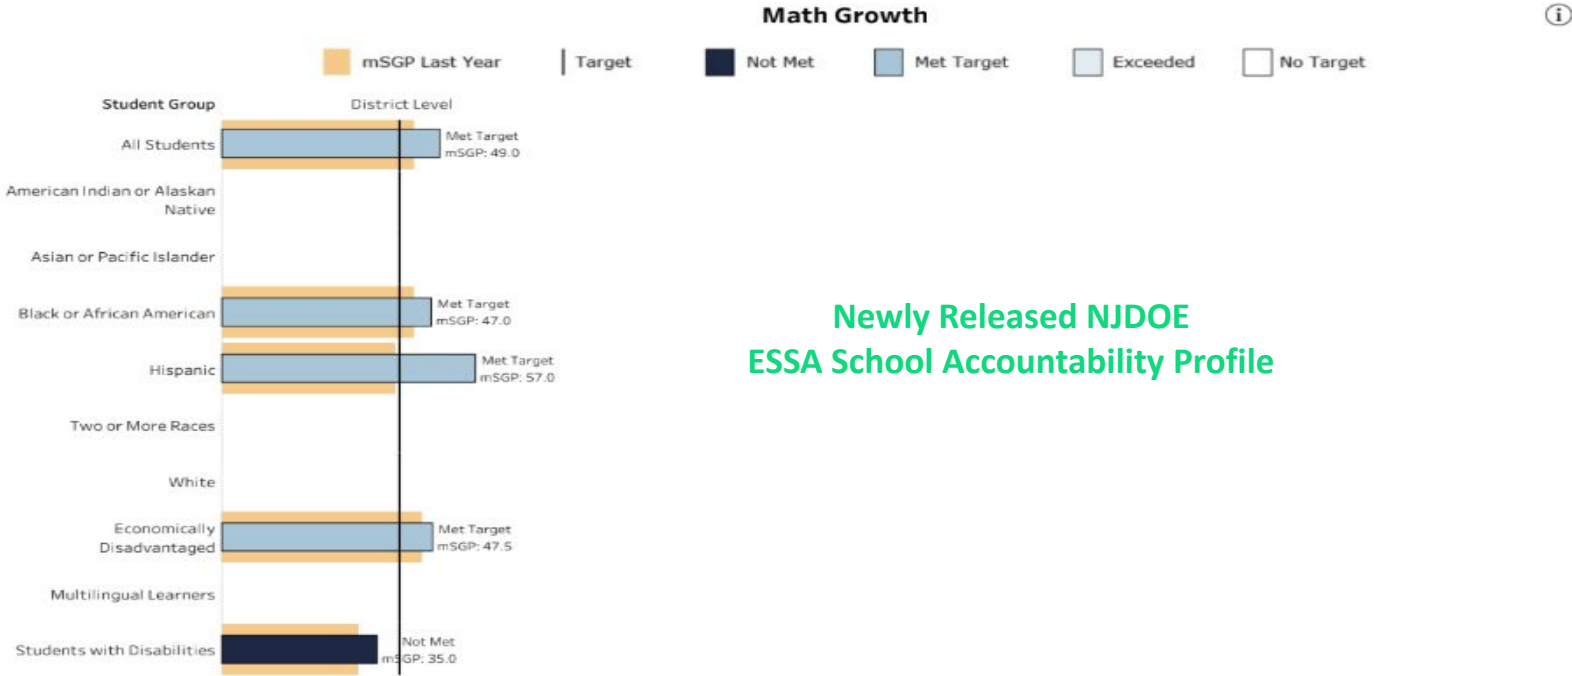 Math Growth
mSGP Last Year
Target
Not Met
Met Target
Exceeded
No Target
Student Group
District Level
All Students
Met Target
mSGP: 49.0
American Indian or Alaskan
Native
Asian or Pacific Islander
Black or African American
Met Target
mSGP: 47.0
Hispanic
Met Target
mSGP: 57.0
Two or More Races
White
Economically
Disadvantaged
Met Target
mSGP: 47.5
Multilingual Learners
Students with Disabilities
Not Met
mSGP: 35.0
Newly Released NJDOE
ESSA School Accountability Profile